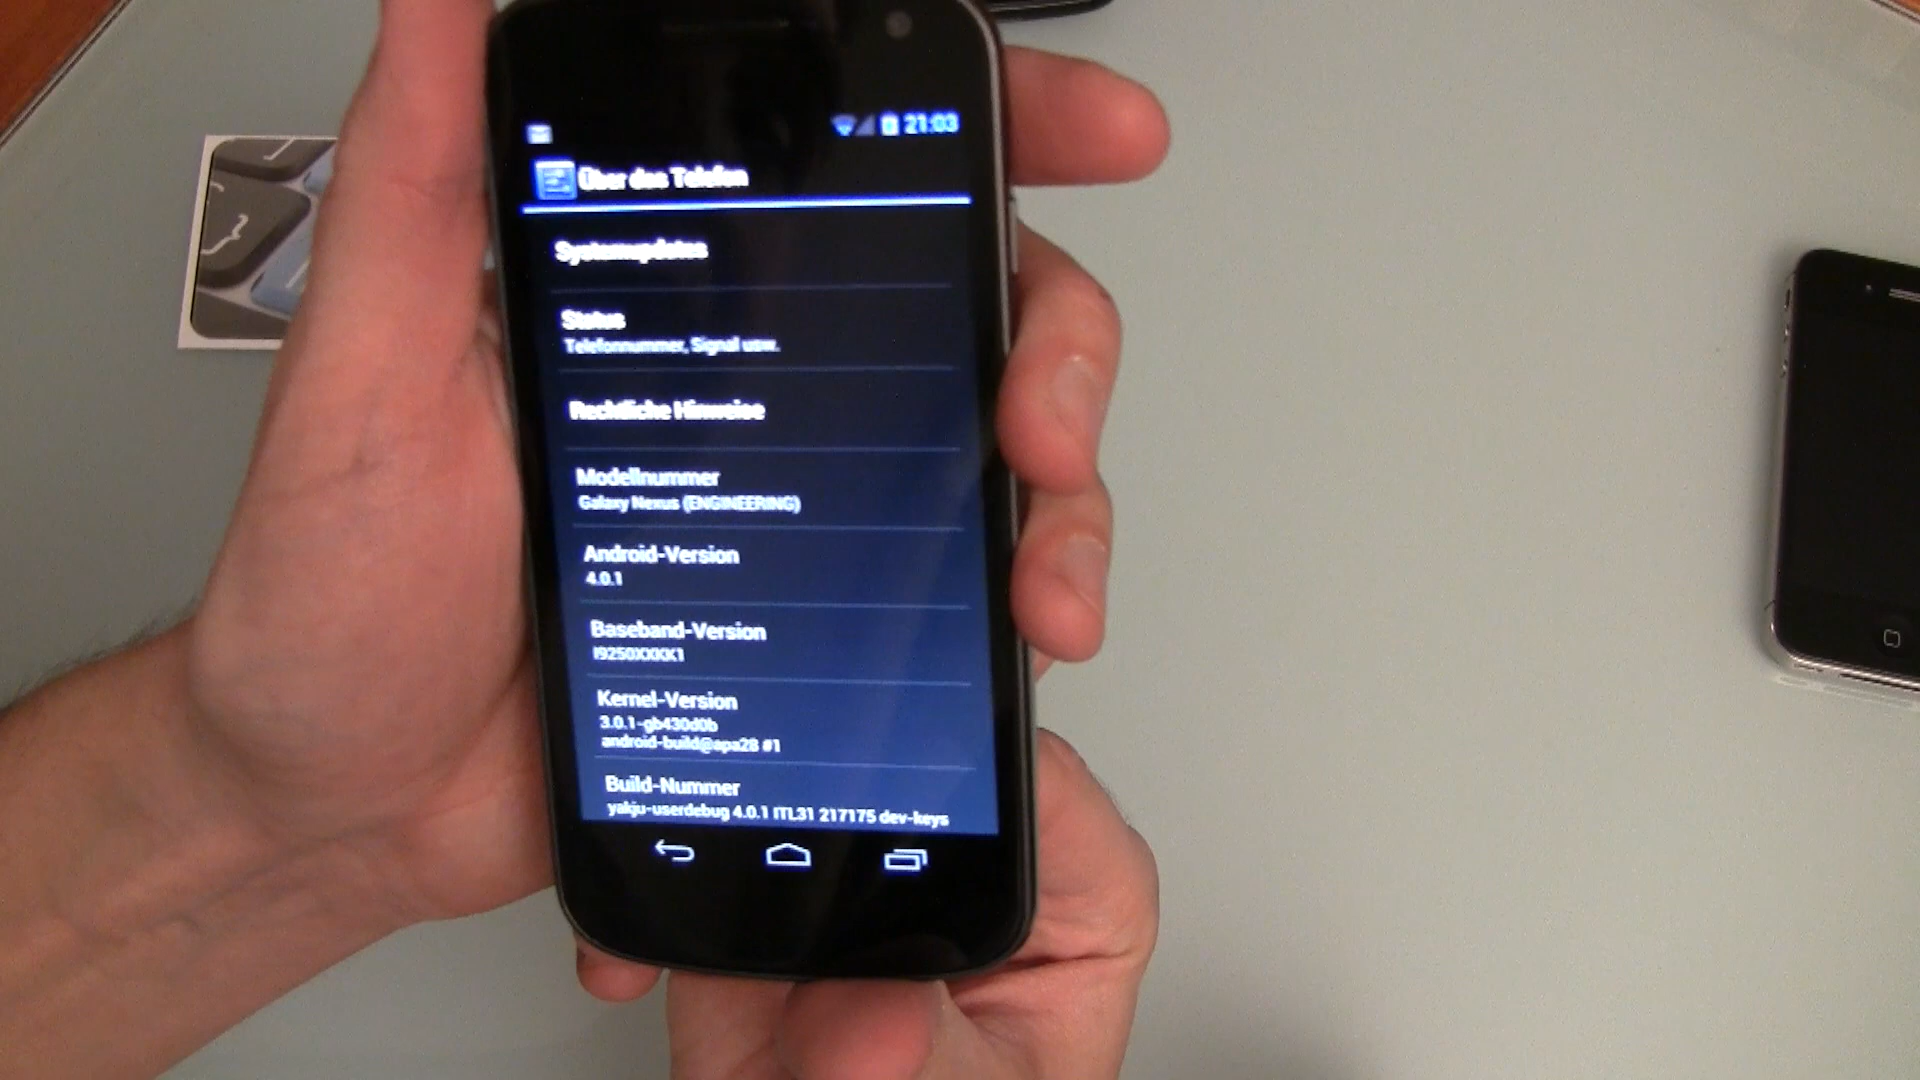 21:03
Über das Telefon
Systemupdates
Status
Telefonnummer, Signal usw.
Rechtliche Hinweise
Modellnummer
Galaxy Nexus (ENGINEERING)
Android-Version
4.0.1
Baseband-Version
I9250XXKK1
Kernel-Version
3.0.1-gb430d0b
android-build@apa28 #1
Build-Nummer
yakju-userdebug 4.0.1 ITL31 217175 dev-keys